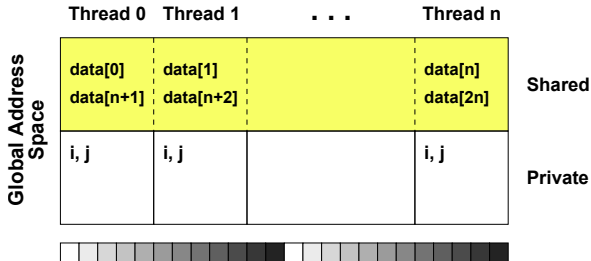 Thread 0 Thread 1 . . . Thread n
Global Address
Space
data[0] data[1] data[n]
data[n+1] data[n+2] data[2n]
Shared
i, j i, j i, j
Private